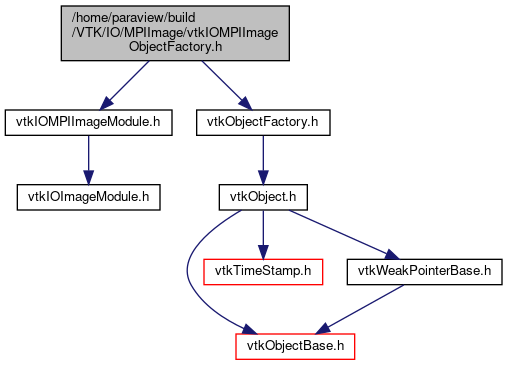 /home/paraview/build
/VTK/IO/MPIImage/vtkIOMPIImage
ObjectFactory.h
vtkIOMPIImageModule.h
vtkObjectFactory.h
vtkIOImageModule.h
vtkObject.h
vtkTimeStamp.h
vtkWeakPointerBase.h
vtkObjectBase.h